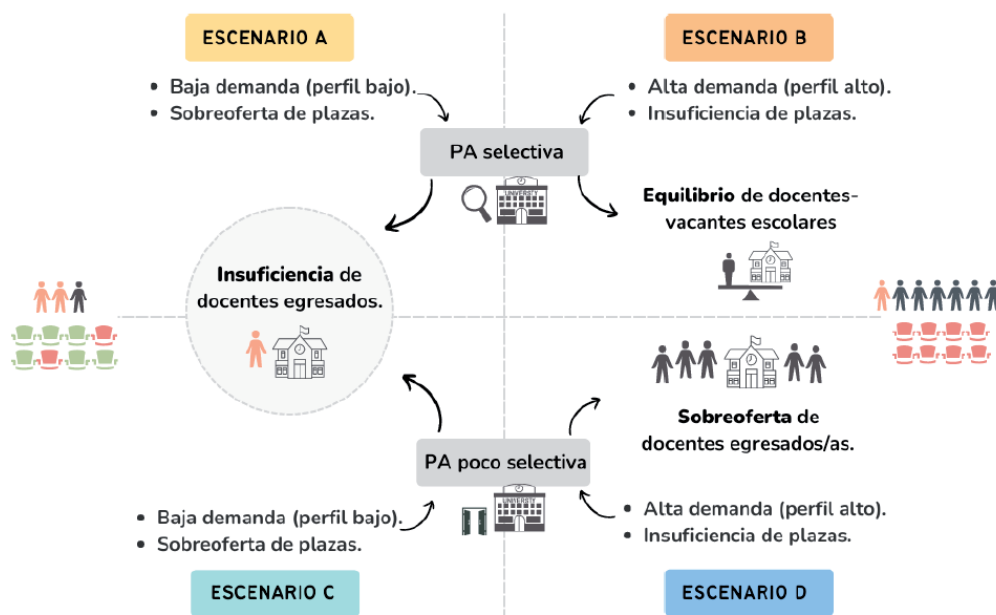 ESCENARIO A
• Baja demanda (perfil bajo).
• Sobreoferta de plazas.
ESCENARIO B
• Alta demanda (perfil alto).
• Insuficiencia de plazas.
PA selectiva
UNIVERSITY
Equilibrio de docentes-
vacantes escolares
Insuficiencia de
docentes egresados.
Sobreoferta de
docentes egresados/as.
PA poco selectiva
UNIVERSITY
• Baja demanda (perfil bajo).
• Sobreoferta de plazas.
ESCENARIO C
• Alta demanda (perfil alto).
• Insuficiencia de plazas.
ESCENARIO D